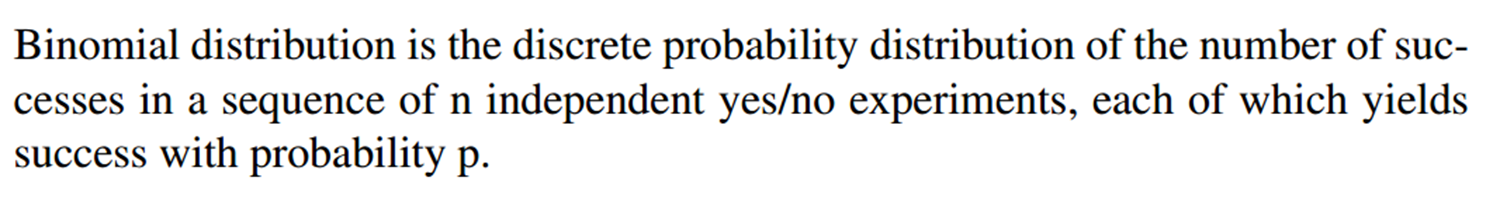 Binomial distribution is the discrete probability distribution of the number of suc-
cesses in a sequence of n independent yes/no experiments, each of which yields
success with probability p.